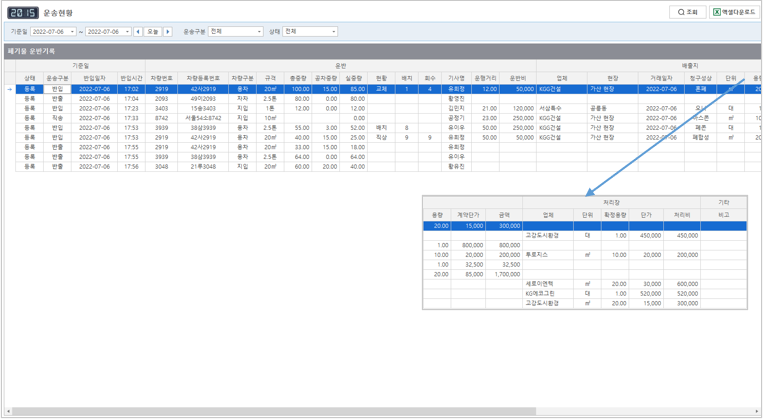 2015 운송현황
조회 엑셀다운로드
기준일 2022-07-06 ~ 2022-07-06 오늘 운송구분 전체 상태 전체
폐기물 운반기록
기준일 운반 배출지
상태 운송구분 반입일자 반입시간 차량번호 차량등록번호 차량구분 규격 총중량 공차중량 실중량 현황 배치 회수 기사명 운행거리 운반비 업체 현장 거래일자 청구성상 단위
등록 반입 2022-07-06 17:02 2919 42사2919 용차 20㎥ 100.00 15.00 85.00 교체 1 4 유희정 12.00 50,000 KGG건설 가산 현장 2022-07-06 혼폐 ㎥ 20
등록 반출 2022-07-06 17:04 2093 49어2093 자차 2.5톤 80.00 0.00 80.00 황영진
등록 반출 2022-07-06 17:23 3403 15송3403 지입 1톤 12.00 0.00 12.00 김민지 21.00 120,000 서삼특수 공릉동 2022-07-06 대 1
등록 직송 2022-07-06 17:33 8742 서울54소8742 지입 10㎥ 0.00 공정기 23.00 250,000 KGG건설 가산 현장 2022-07-06 ㎥ 10
등록 반입 2022-07-06 17:53 3939 38삼3939 용차 2.5톤 55.00 3.00 52.00 배치 8 유이우 50.00 250,000 KGG건설 가산 현장 2022-07-06 폐콘 대 1
등록 반입 2022-07-06 17:53 2919 42사2919 용차 20㎥ 40.00 15.00 25.00 직상 9 9 유희정 50.00 50,000 KGG건설 가산 현장 2022-07-06 폐합성 ㎥ 20
등록 반출 2022-07-06 17:55 2919 42사2919 용차 20㎥ 33.00 15.00 18.00 유희정
등록 반출 2022-07-06 17:55 3939 38삼3939 용차 2.5톤 64.00 0.00 64.00 유이우
등록 반출 2022-07-06 17:56 3048 21루3048 지입 20㎥ 60.00 20.00 40.00 황유진
처리장 기타
용량 계약단가 금액 업체 단위 확정용량 단가 처리비 비고
20.00 15,000 300,000
고강도시환경 대 1.00 450,000 450,000
1.00 800,000 800,000
10.00 20,000 200,000 투로지스 ㎥ 10.00 20,000 200,000
1.00 32,500 32,500
20.00 85,000 1,700,000
세로이앤텍 ㎥ 20.00 30,000 600,000
KG에코그린 대 1.00 520,000 520,000
고강도시환경 ㎥ 20.00 15,000 300,000